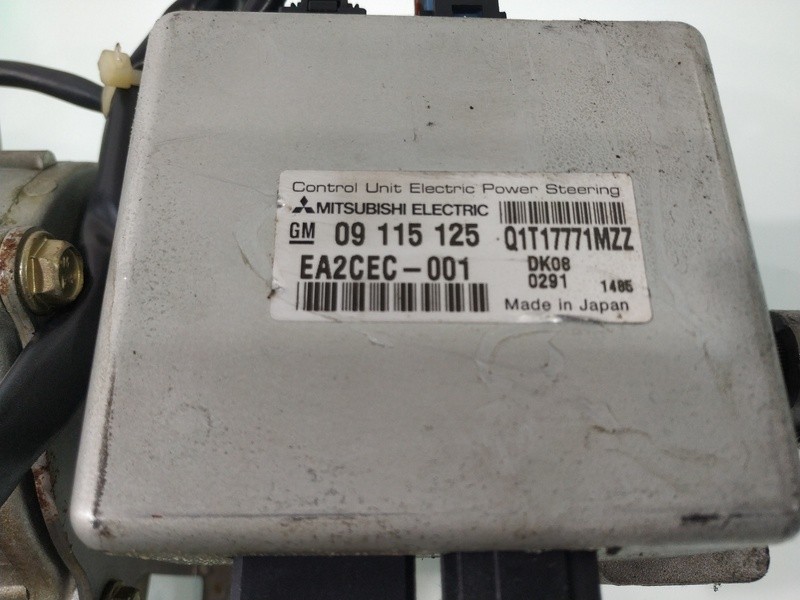 Control Unit Electric Power Steering
MITSUBISHI ELECTRIC
GM 09 115 125 Q1T17771MZZ
EA2CEC-001 DK08
0291 1485
Made in Japan